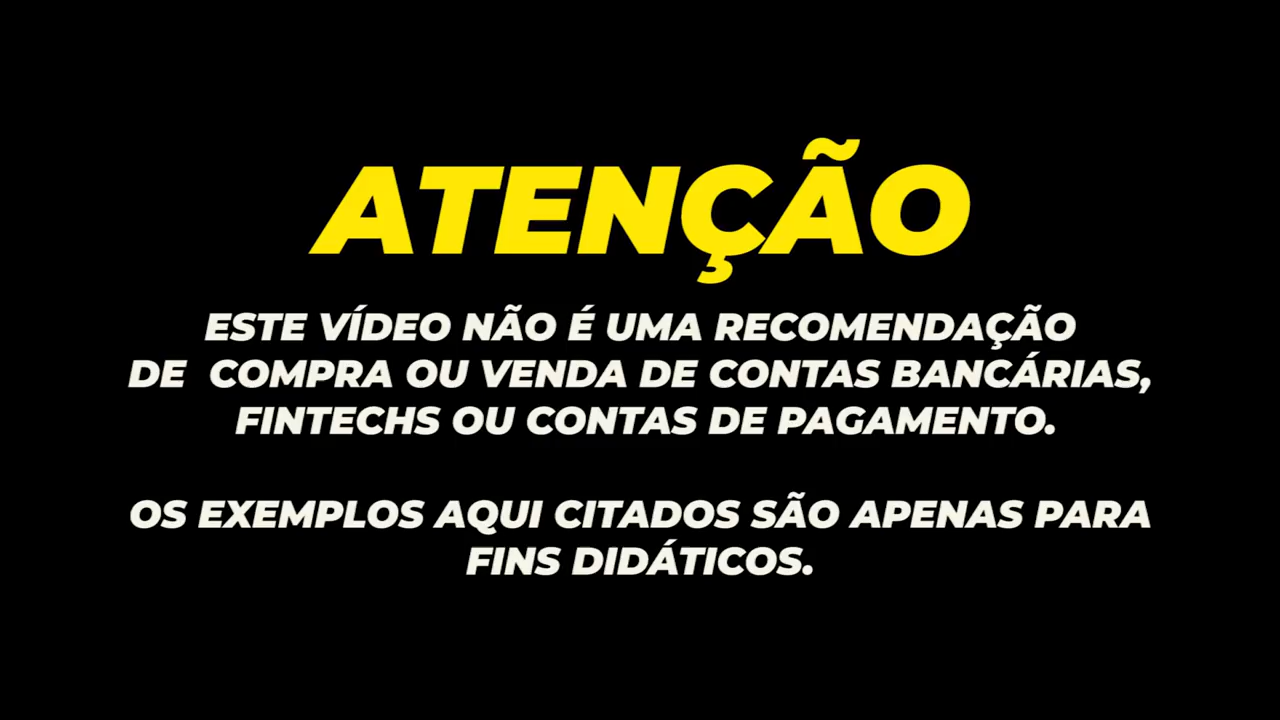 ATENÇÃO
ESTE VÍDEO NÃO É UMA RECOMENDAÇÃO
DE COMPRA OU VENDA DE CONTAS BANCÁRIAS,
FINTECHS OU CONTAS DE PAGAMENTO.
OS EXEMPLOS AQUI CITADOS SÃO APENAS PARA
FINS DIDÁTICOS.